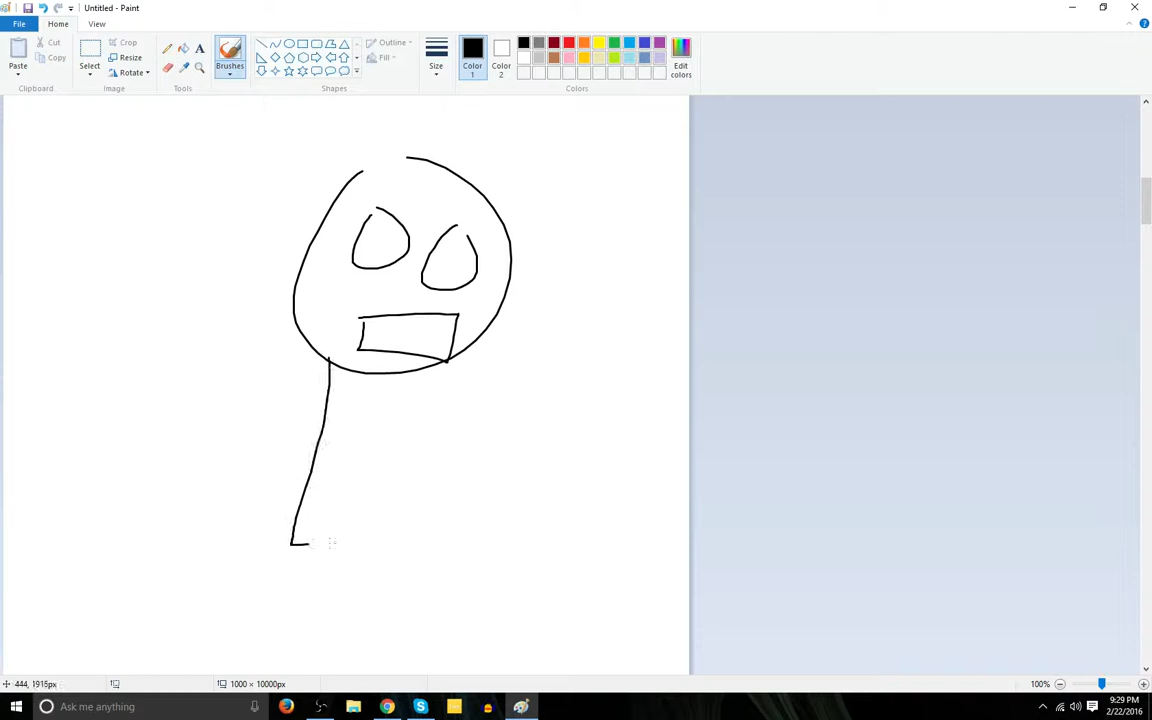 Untitled - Paint
File Home View
Paste Cut Copy
Clipboard
Select Crop Resize Rotate
Image
Tools
Brushes
Outline Fill
Shapes
Size
Color 1 Color 2
Edit colors
Colors
444, 1915px 1000 × 10000px 100%
Ask me anything 9:29 PM
2/22/2016